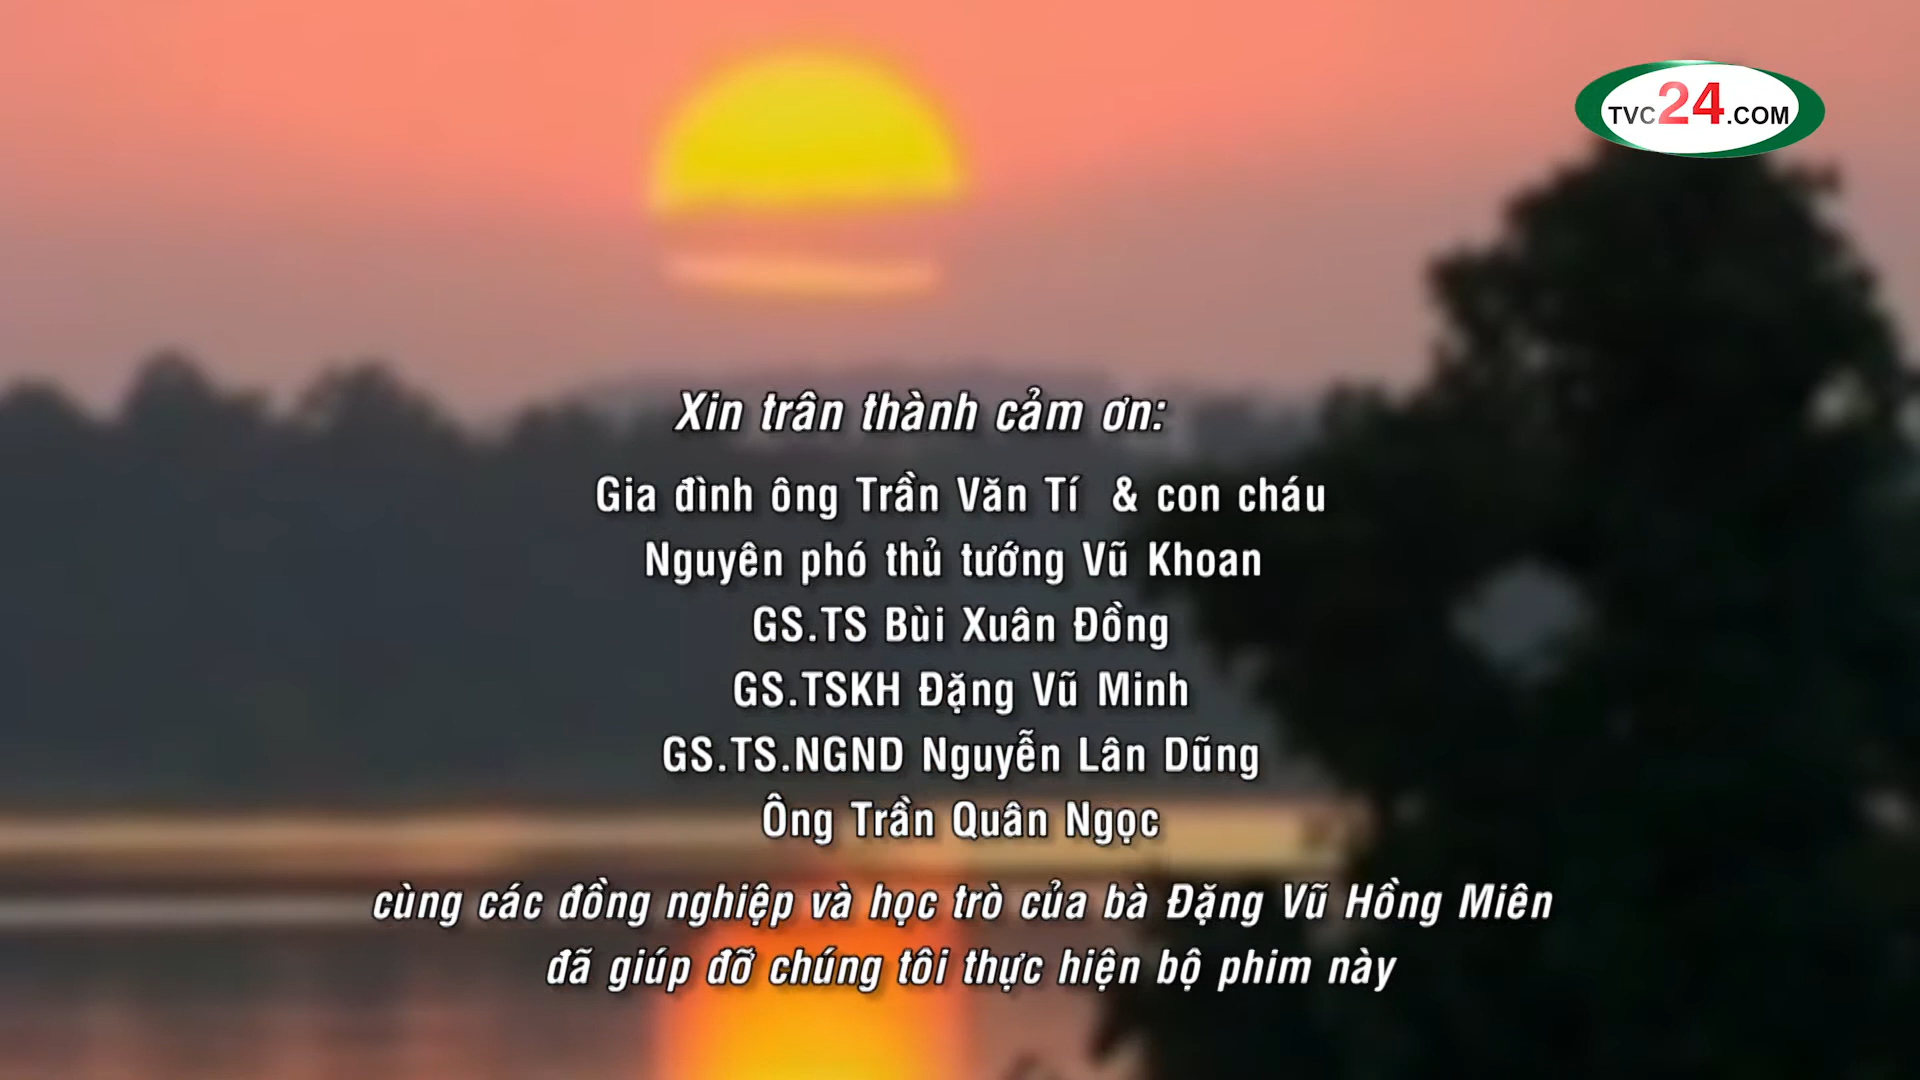 TVC24.COM
Xin trân thành cảm ơn:
Gia đình ông Trần Văn Tí & con cháu
Nguyên phó thủ tướng Vũ Khoan
GS.TS Bùi Xuân Đồng
GS.TSKH Đặng Vũ Minh
GS.TS.NGND Nguyễn Lân Dũng
Ông Trần Quân Ngọc
cùng các đồng nghiệp và học trò của bà Đặng Vũ Hồng Miên
đã giúp đỡ chúng tôi thực hiện bộ phim này